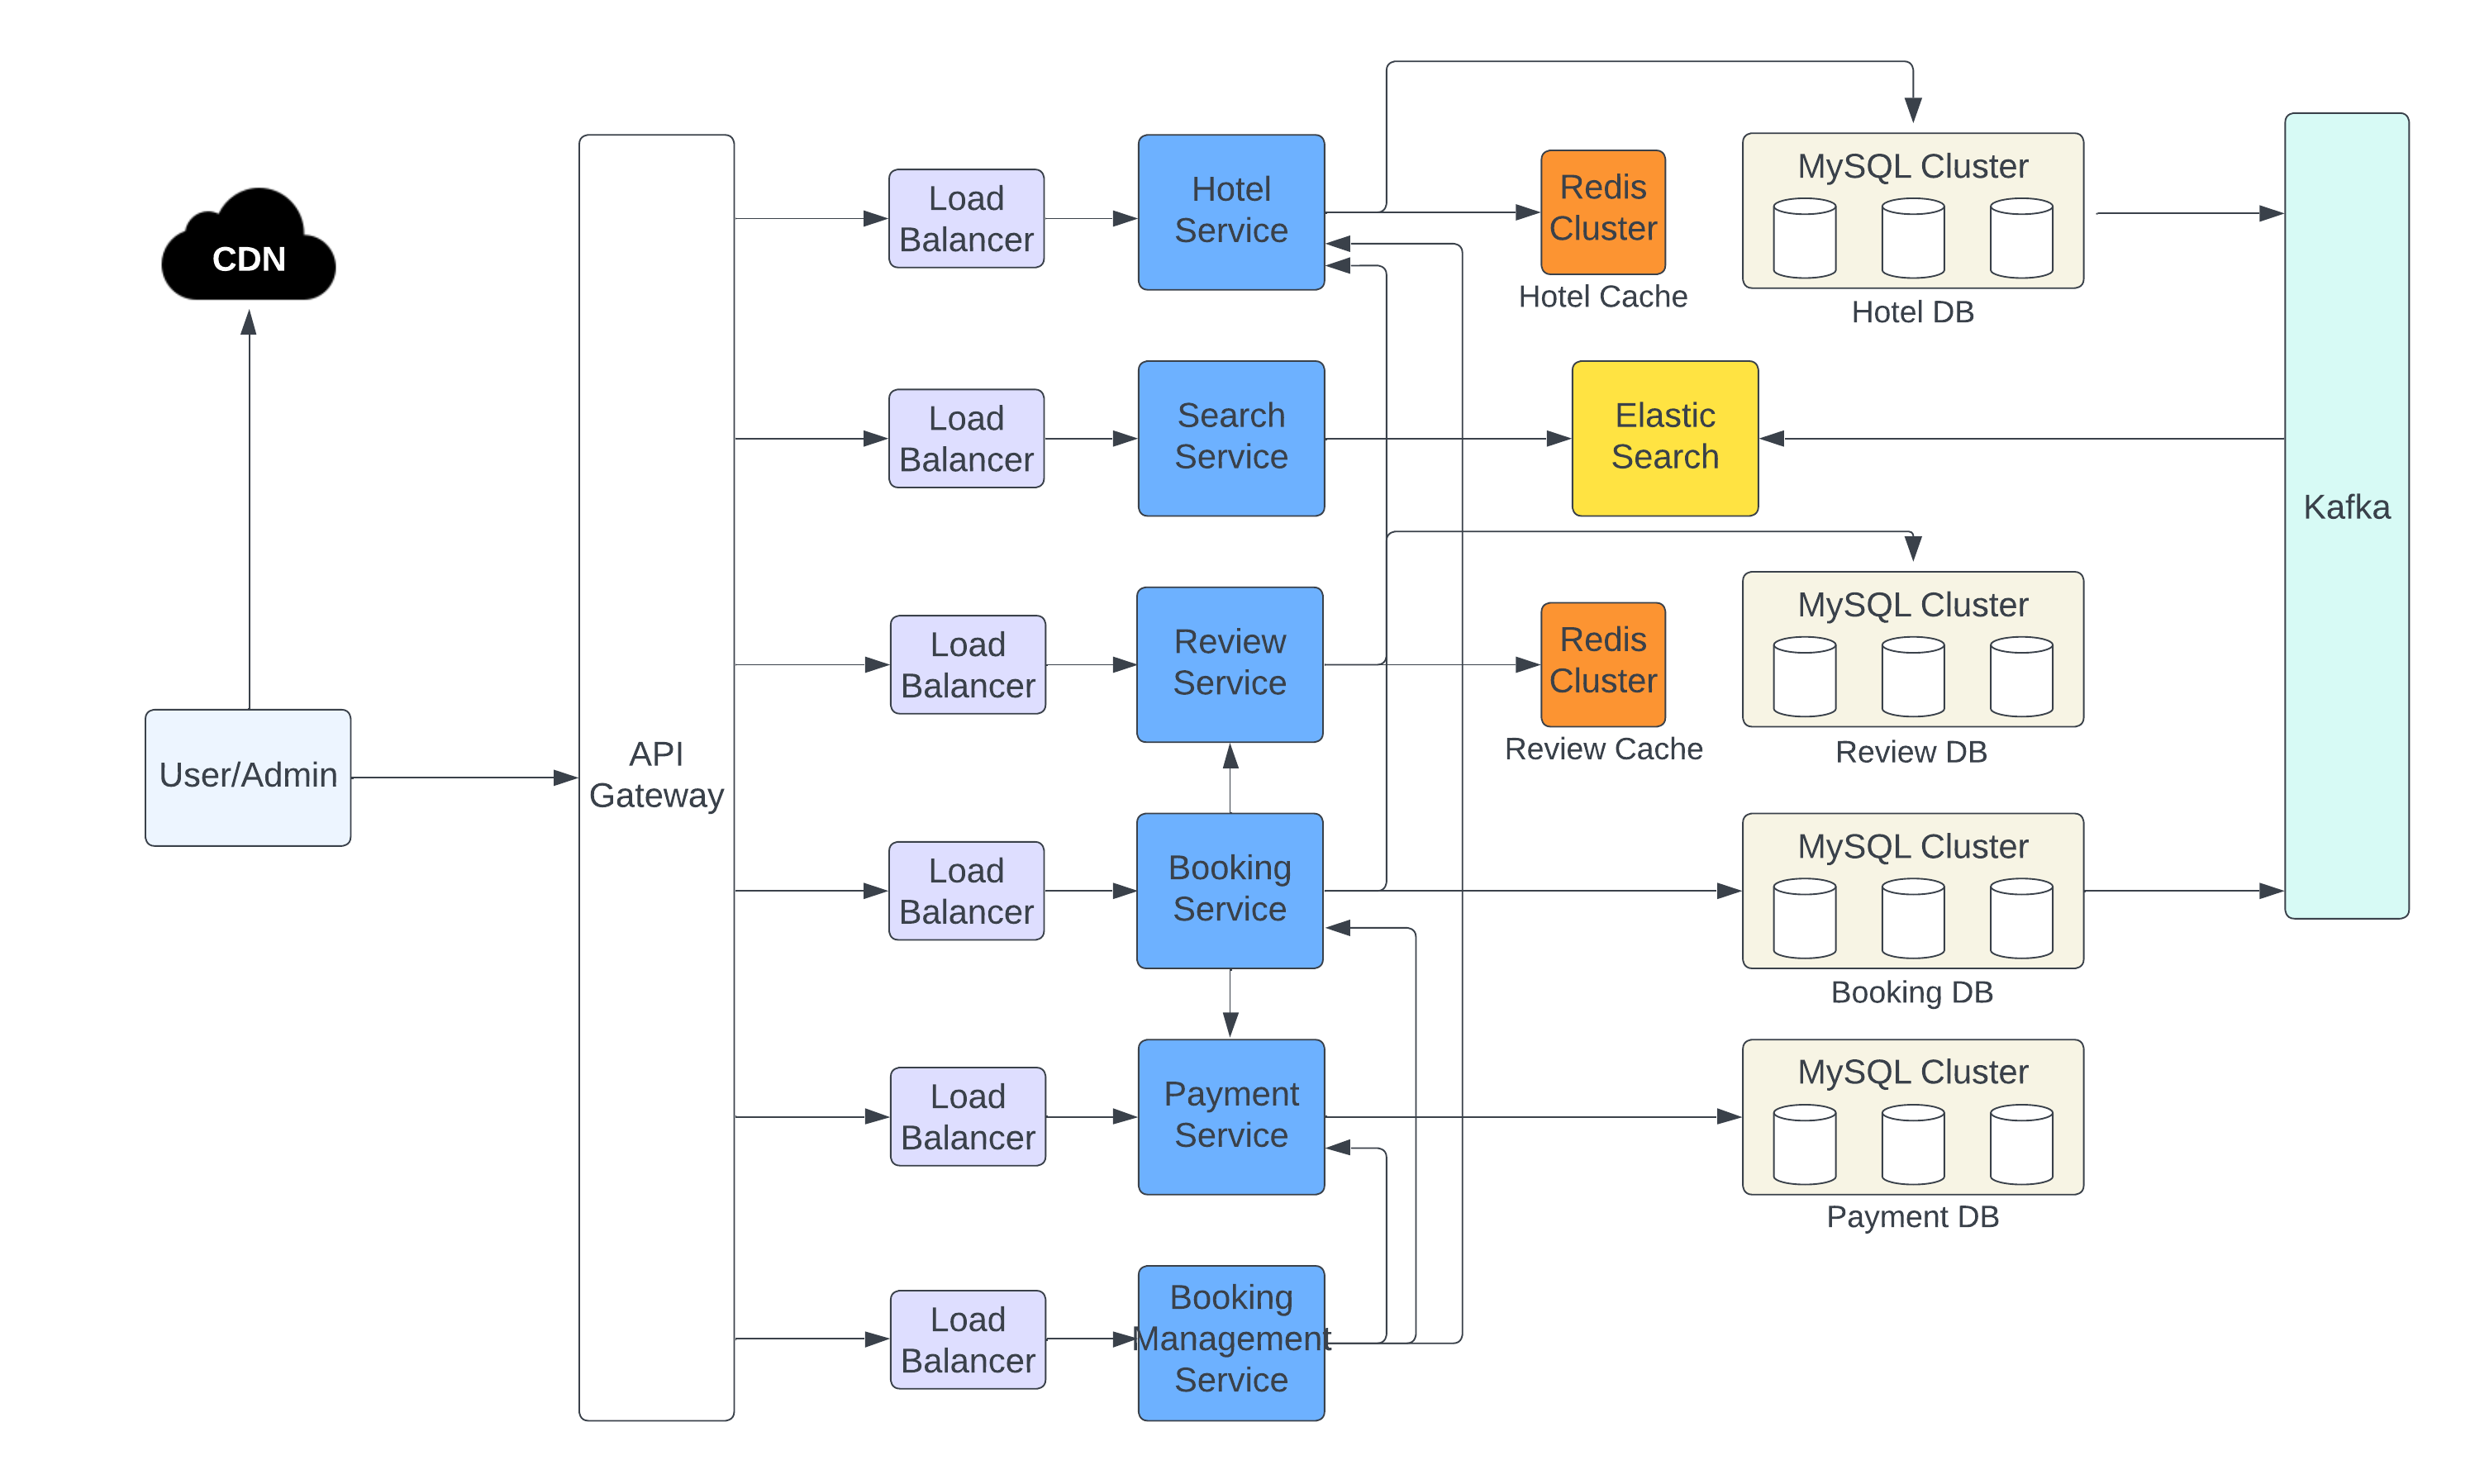 CDN
User/Admin
API
Gateway
Load
Balancer
Hotel
Service
Redis
Cluster
Hotel Cache
MySQL Cluster
Hotel DB
Load
Balancer
Search
Service
Elastic
Search
Kafka
Load
Balancer
Review
Service
Redis
Cluster
Review Cache
MySQL Cluster
Review DB
Load
Balancer
Booking
Service
MySQL Cluster
Booking DB
Load
Balancer
Payment
Service
MySQL Cluster
Payment DB
Load
Balancer
Booking
Management
Service